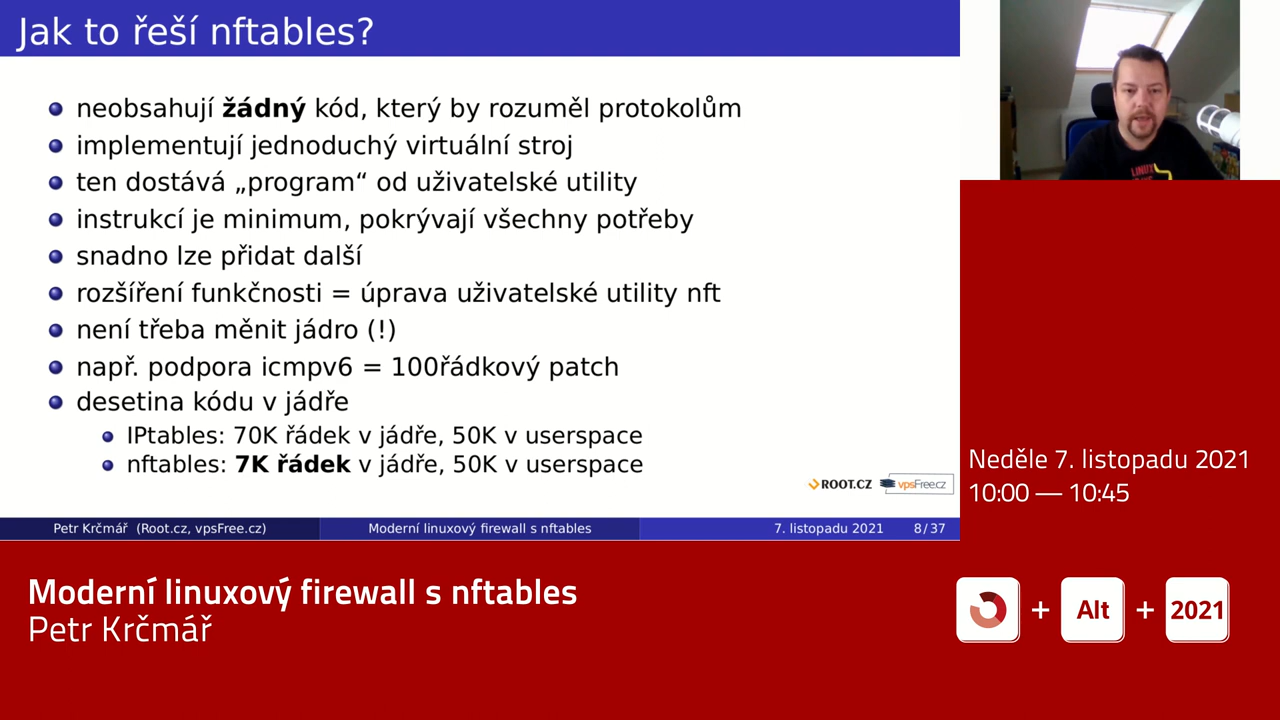 Jak to řeší nftables?
neobsahují žádný kód, který by rozuměl protokolům
implementují jednoduchý virtuální stroj
ten dostává „program“ od uživatelské utility
instrukcí je minimum, pokrývají všechny potřeby
snadno lze přidat další
rozšíření funkčnosti = úprava uživatelské utility nft
není třeba měnit jádro (!)
např. podpora icmpv6 = 100řádkový patch
desetina kódu v jádře
IPtables: 70K řádek v jádře, 50K v userspace
nftables: 7K řádek v jádře, 50K v userspace
ROOT.CZ vpsFree.cz
Petr Krčmář (Root.cz, vpsFree.cz) Moderní linuxový firewall s nftables 7. listopadu 2021 8/37
LINUX
Neděle 7. listopadu 2021
10:00 — 10:45
Moderní linuxový firewall s nftables
Petr Krčmář
+ Alt + 2021